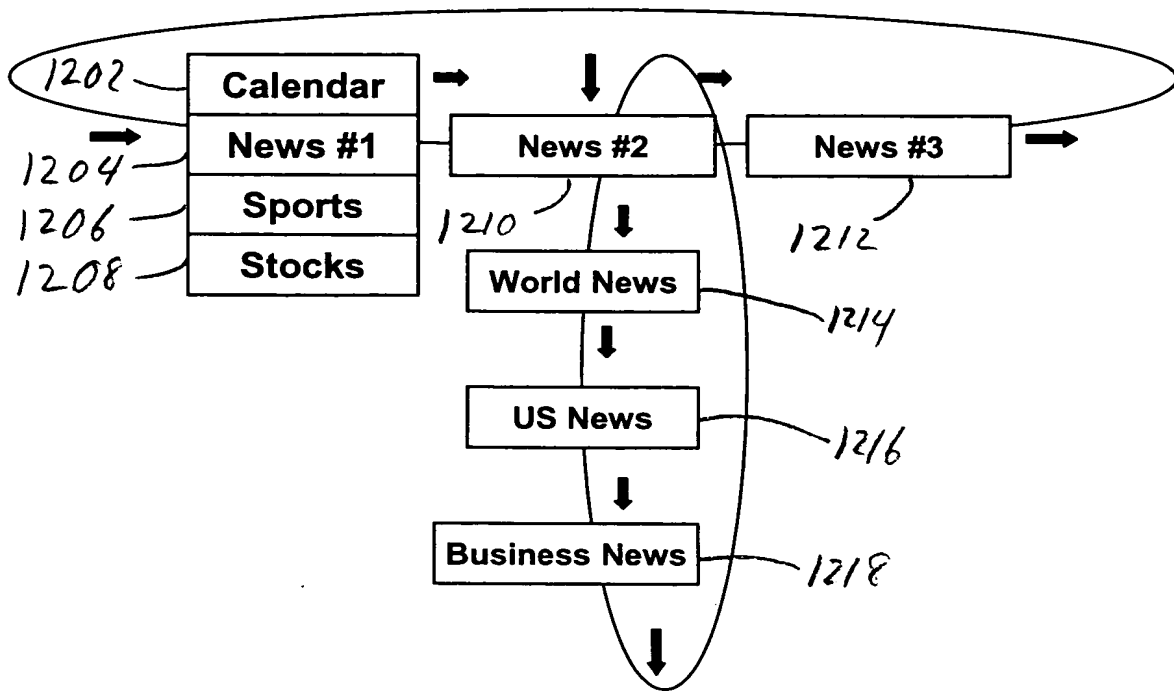 1202
Calendar
News #1
News #2
News #3
1204
Sports
1210
1212
1206
Stocks
1208
World News
1214
US News
1216
Business News
1218